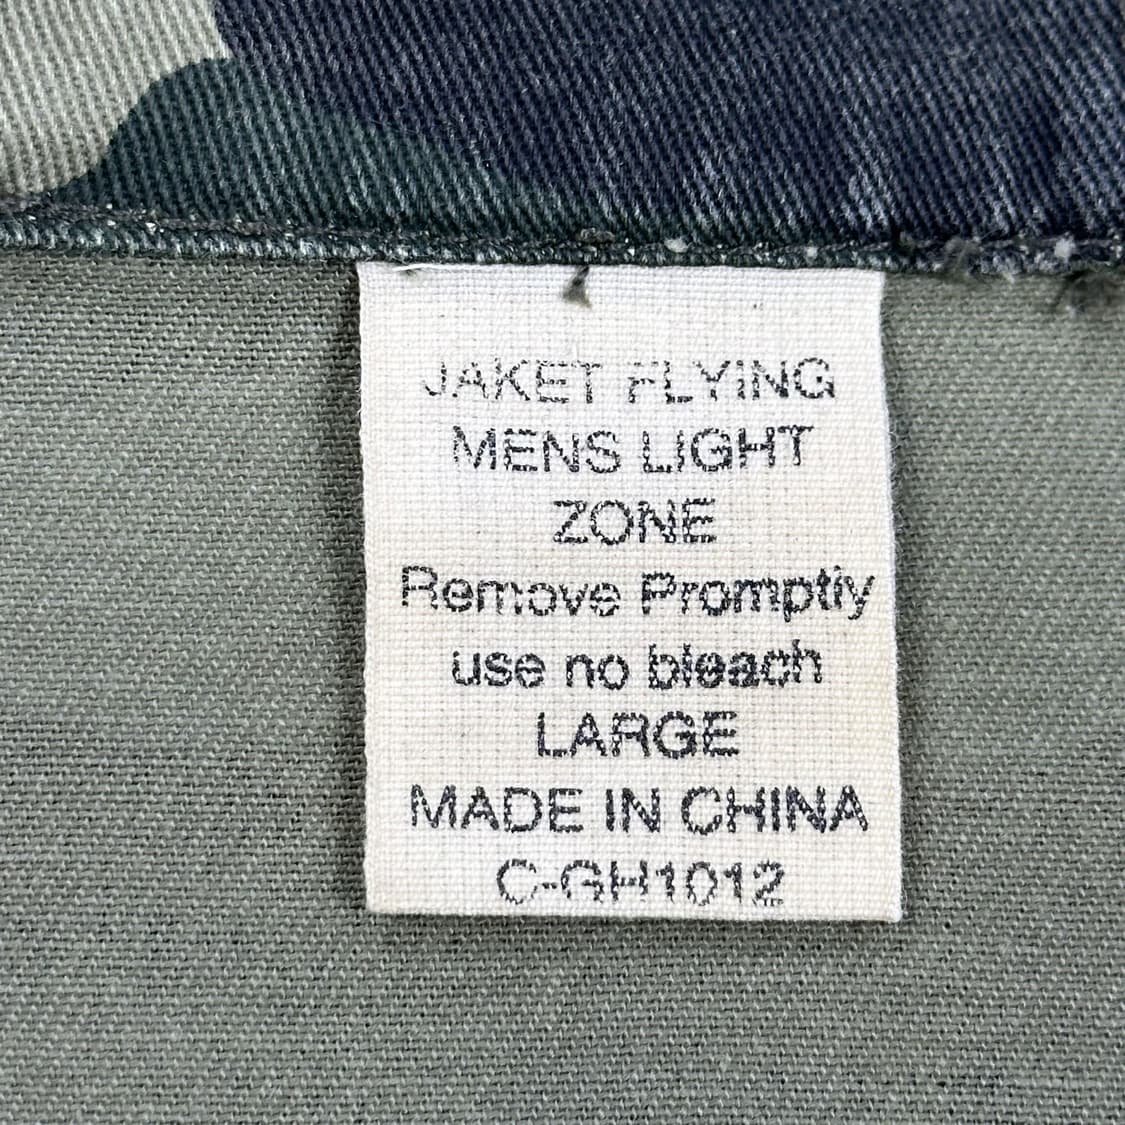 JAKET FLYING
MENS LIGHT
ZONE
Remove Promptly
use no bleach
LARGE
MADE IN CHINA
C-GH1012